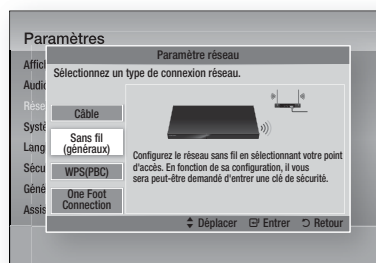 Paramètres
Paramètre réseau
Affich
Sélectionnez un type de connexion réseau.
Audio
Rése
Câble
Systè
Sans fil
(généraux)
Lang
Configurez le réseau sans fil en sélectionnant votre point
d'accès. En fonction de sa configuration, il vous
sera peut-être demandé d'entrer une clé de sécurité.
Sécu
WPS(PBC)
Géné
One Foot
Connection
Assis
Déplacer Entrer Retour